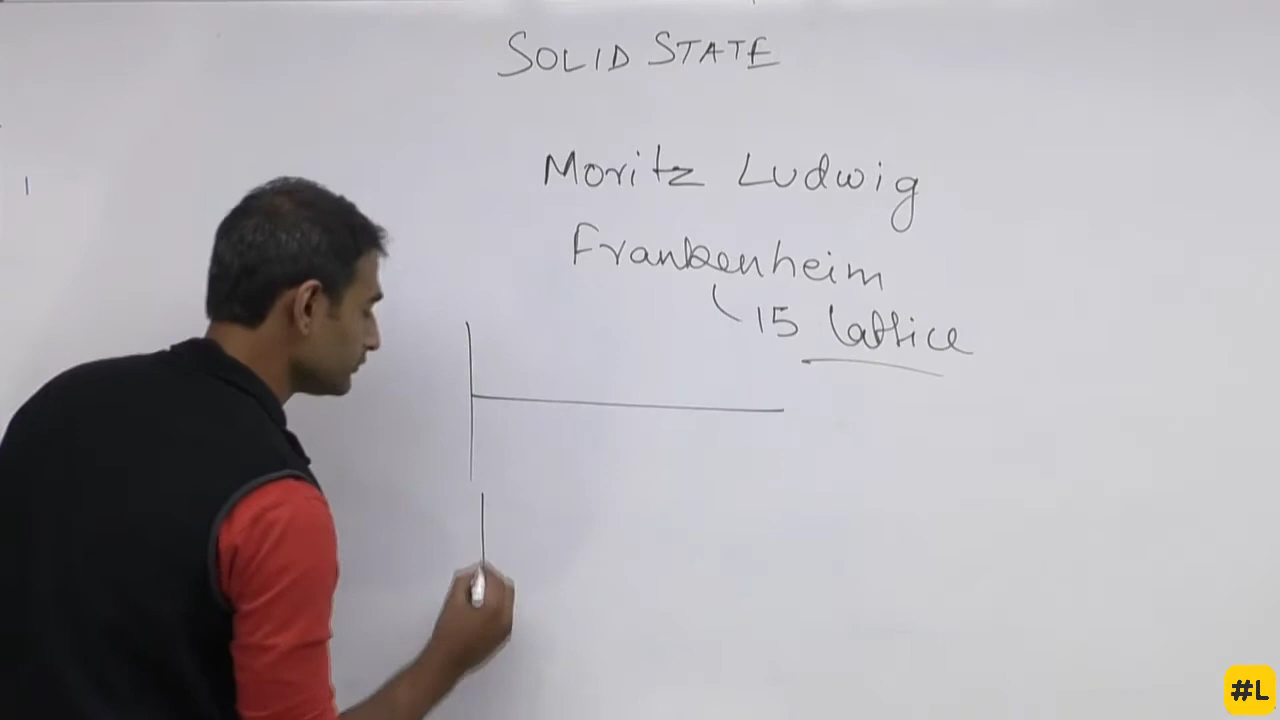 SOLID STATE
Moritz Ludwig
Frankenheim
15 lattice
#L